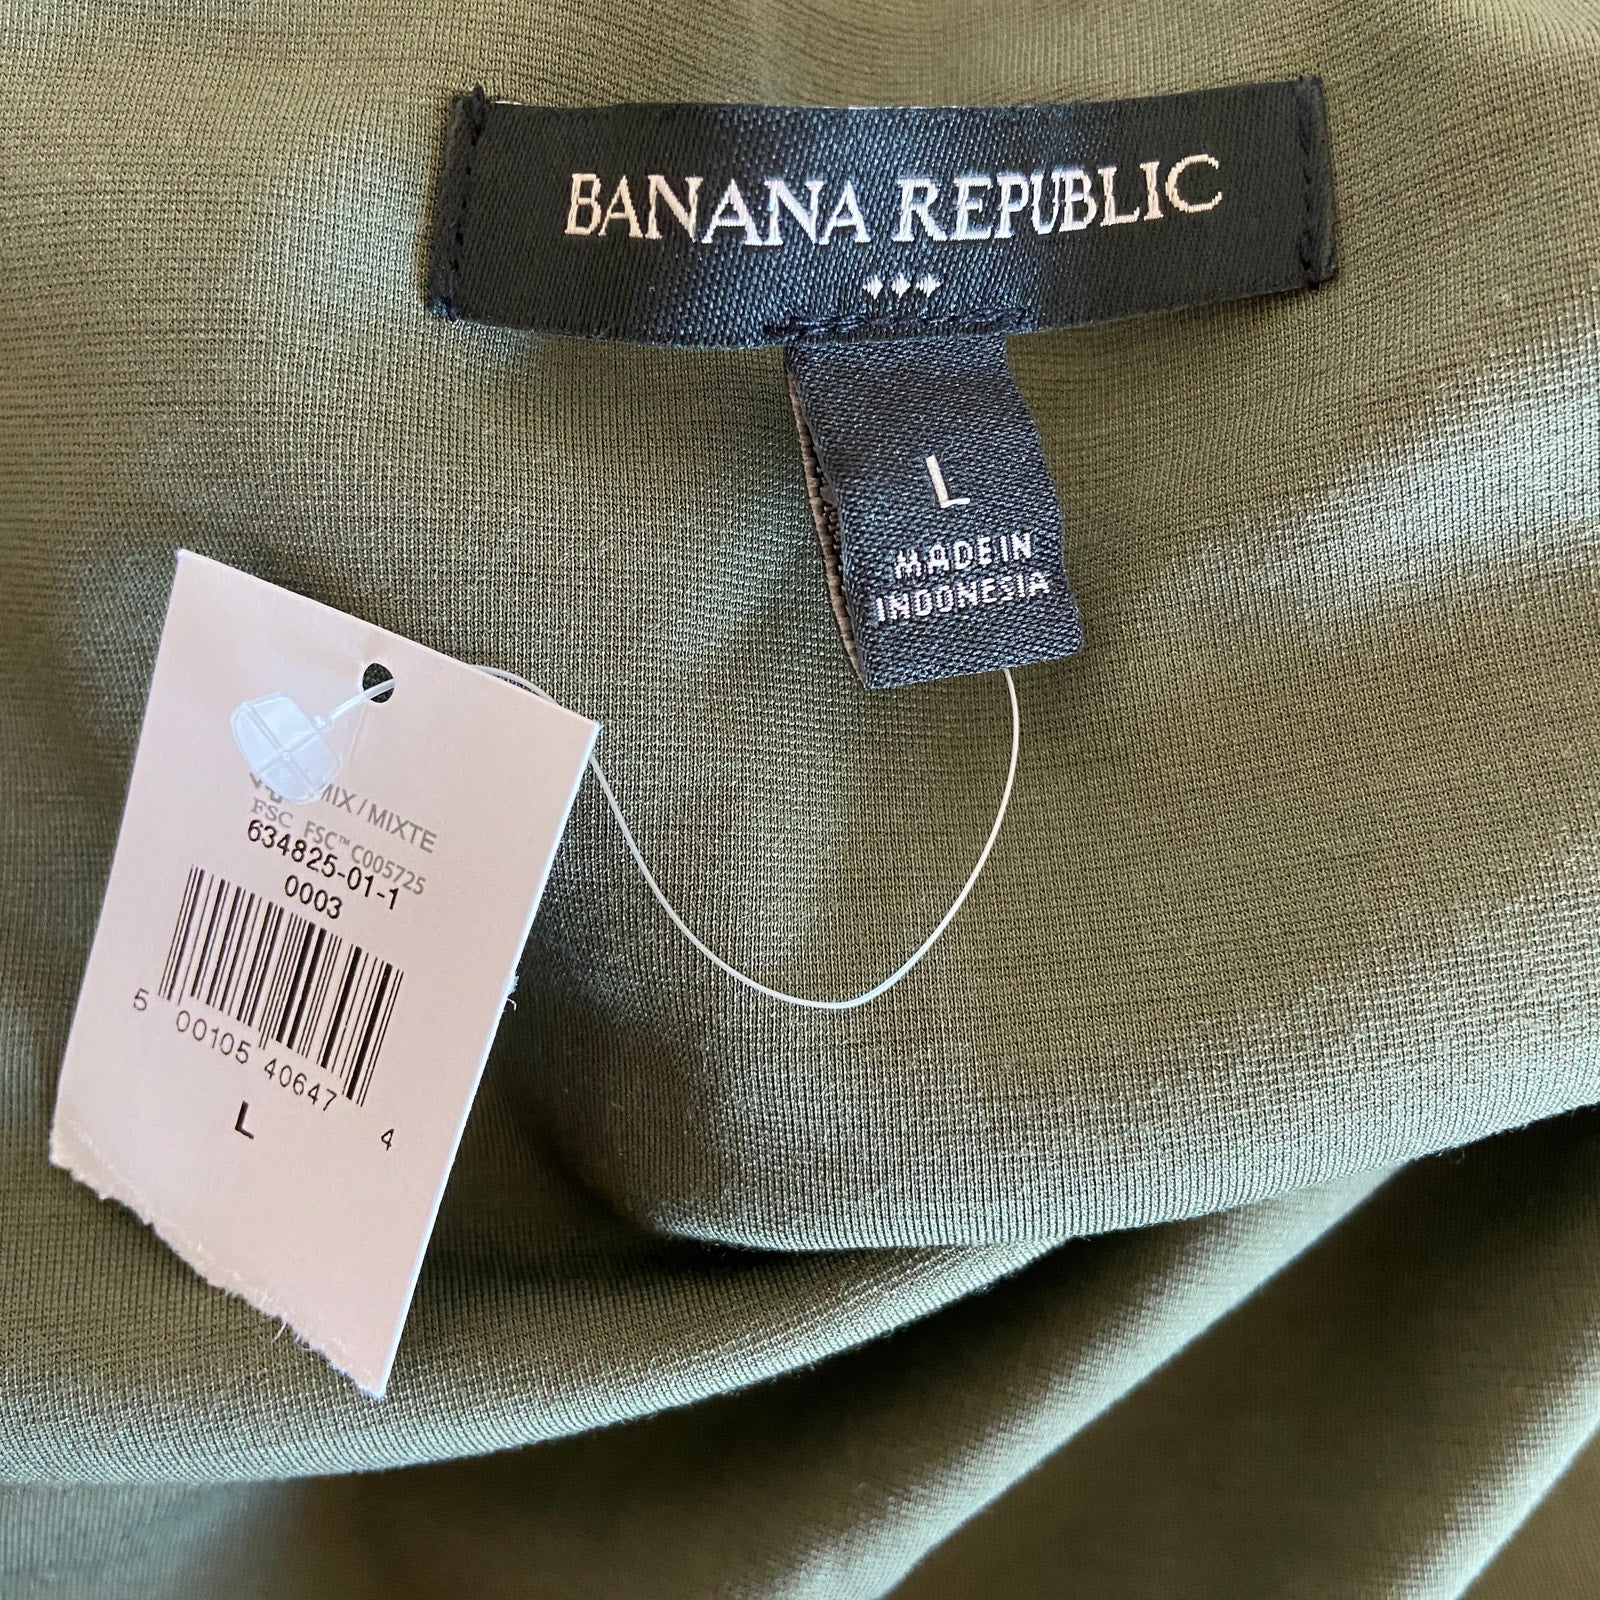 BANANA REPUBLIC
L
MADE IN
INDONESIA
MIX / MIXTE
FSC FSC™ C005725
634825-01-1
0003
5 00105 40647 4
L